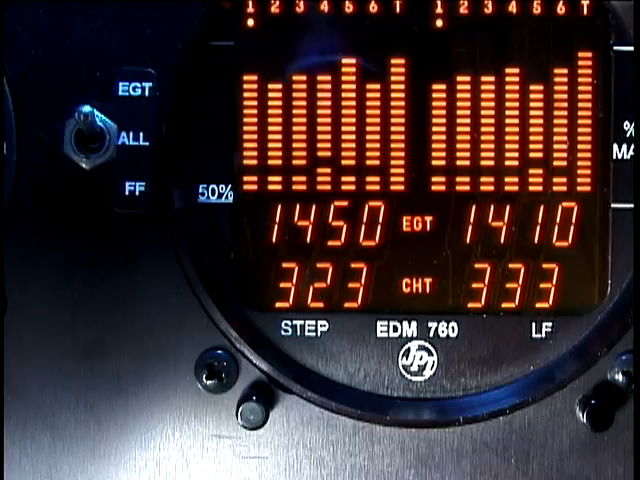 1 2 3 4 5 6 T 1 2 3 4 5 6 T
EGT
ALL
FF
50%
%
MA
1450 EGT 1410
323 CHT 333
STEP EDM 760 LF
JPI